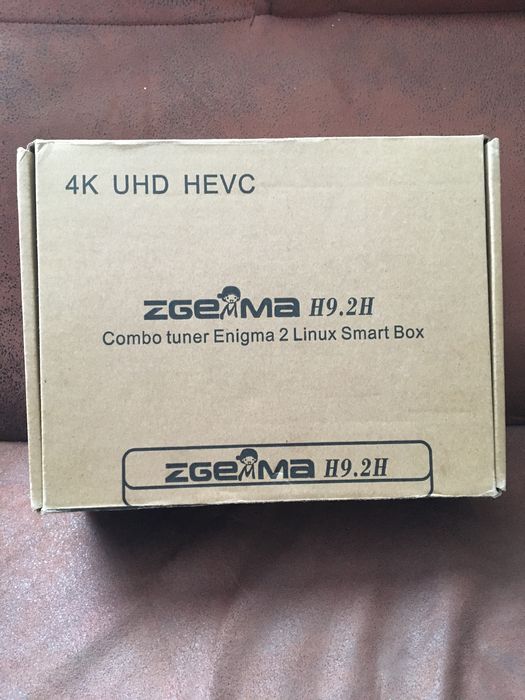 4K UHD HEVC
ZGEMMA H9.2H
Combo tuner Enigma 2 Linux Smart Box
ZGEMMA H9.2H